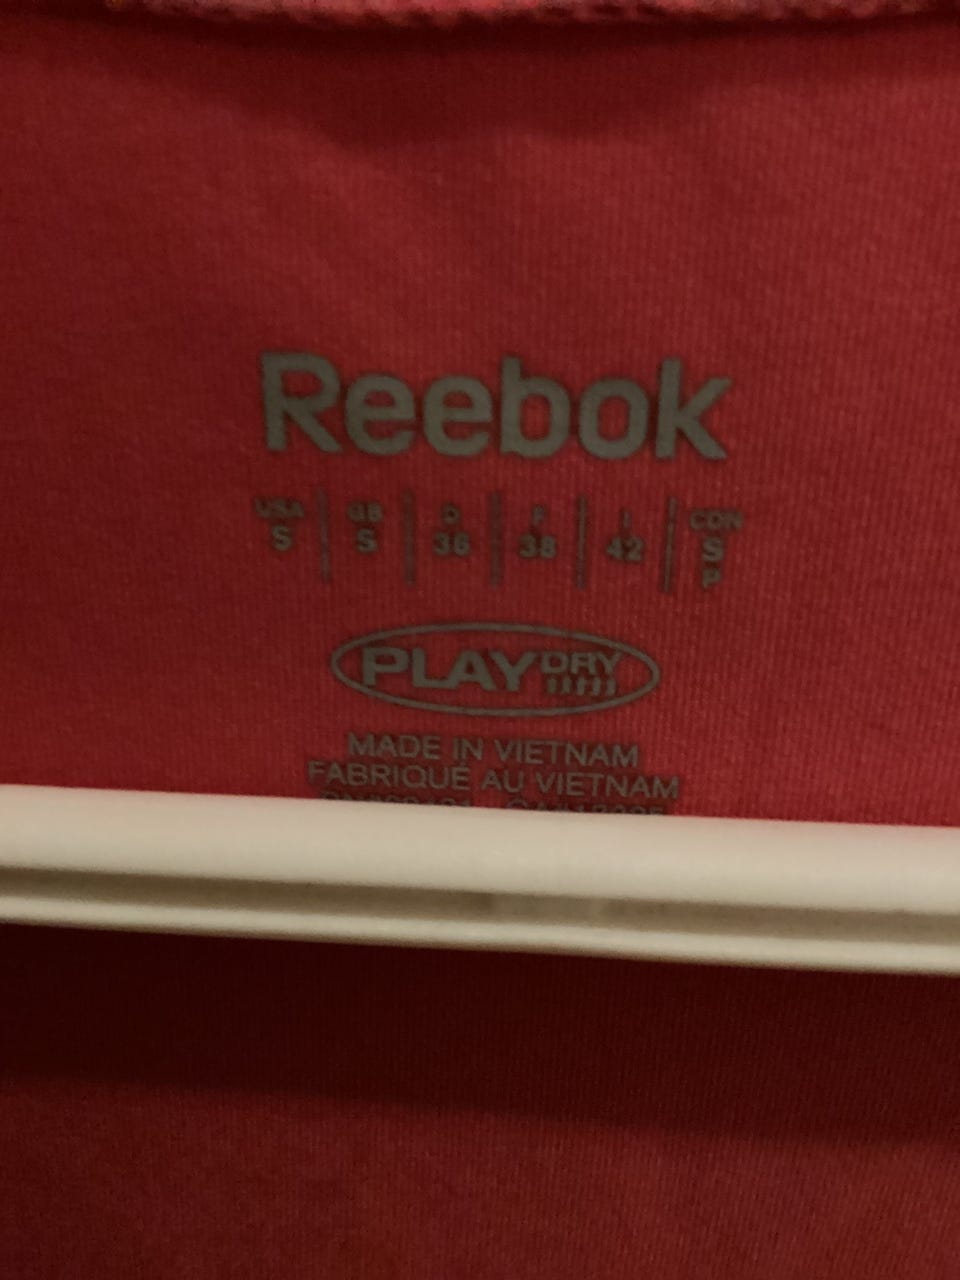 Reebok
USA GB D F I CDN
S S 36 38 42 S
P
PLAY DRY
MADE IN VIETNAM
FABRIQUÉ AU VIETNAM